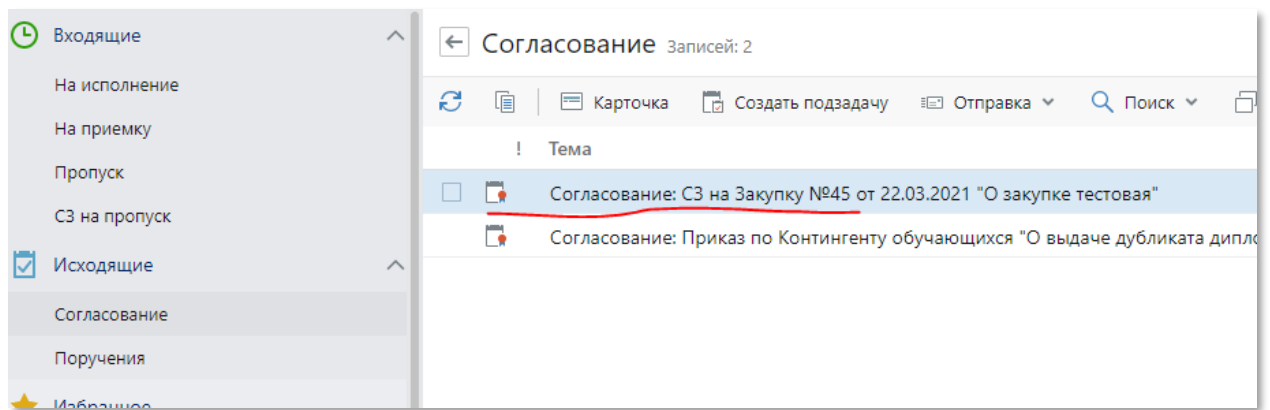 Входящие
На исполнение
На приемку
Пропуск
СЗ на пропуск
Исходящие
Согласование
Поручения
Избранное
Согласование Записей: 2
Карточка Создать подзадачу Отправка Поиск
! Тема
Согласование: СЗ на Закупку №45 от 22.03.2021 "О закупке тестовая"
Согласование: Приказ по Контингенту обучающихся "О выдаче дубликата